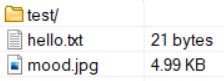 test/
hello.txt 21 bytes
mood.jpg 4.99 KB